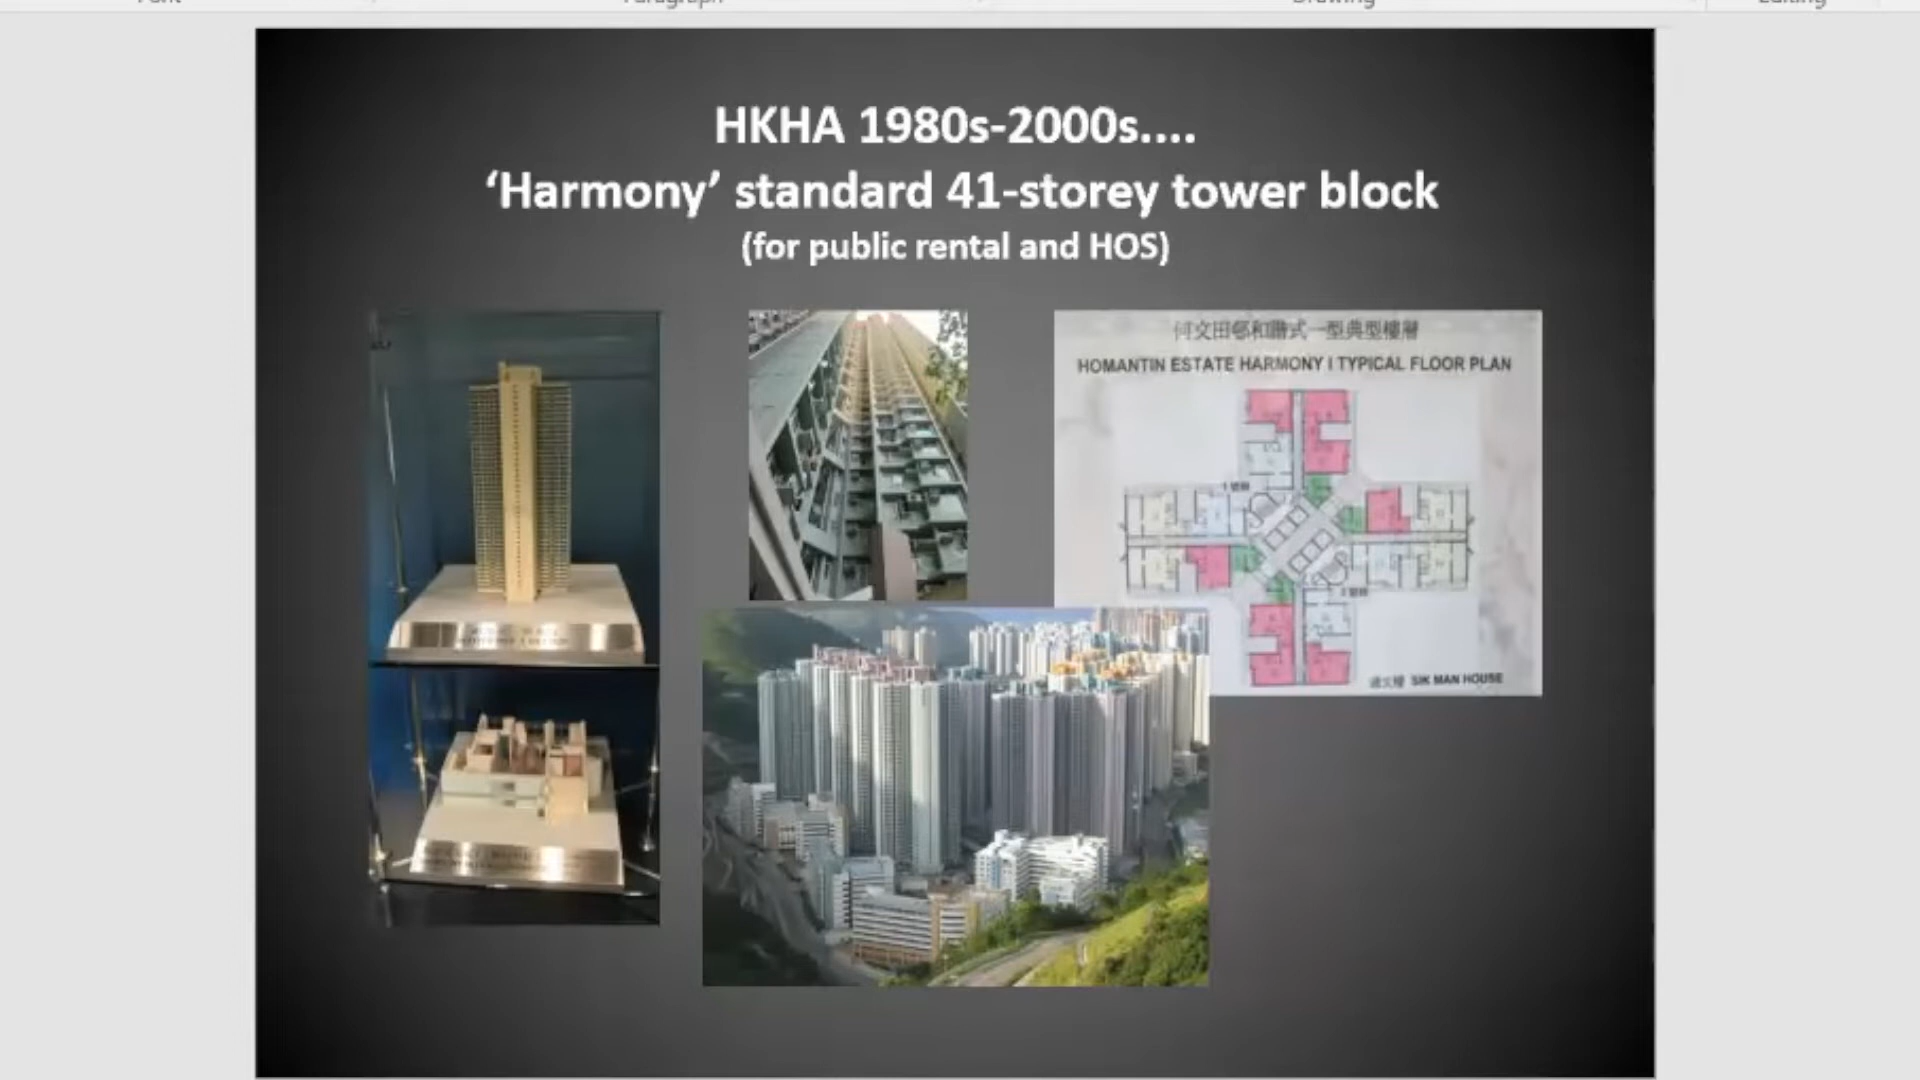 HKHA 1980s-2000s....
‘Harmony’ standard 41-storey tower block
(for public rental and HOS)
何文田邨和諧式一型典型樓層
HOMANTIN ESTATE HARMONY I TYPICAL FLOOR PLAN
SIK MAN HOUSE